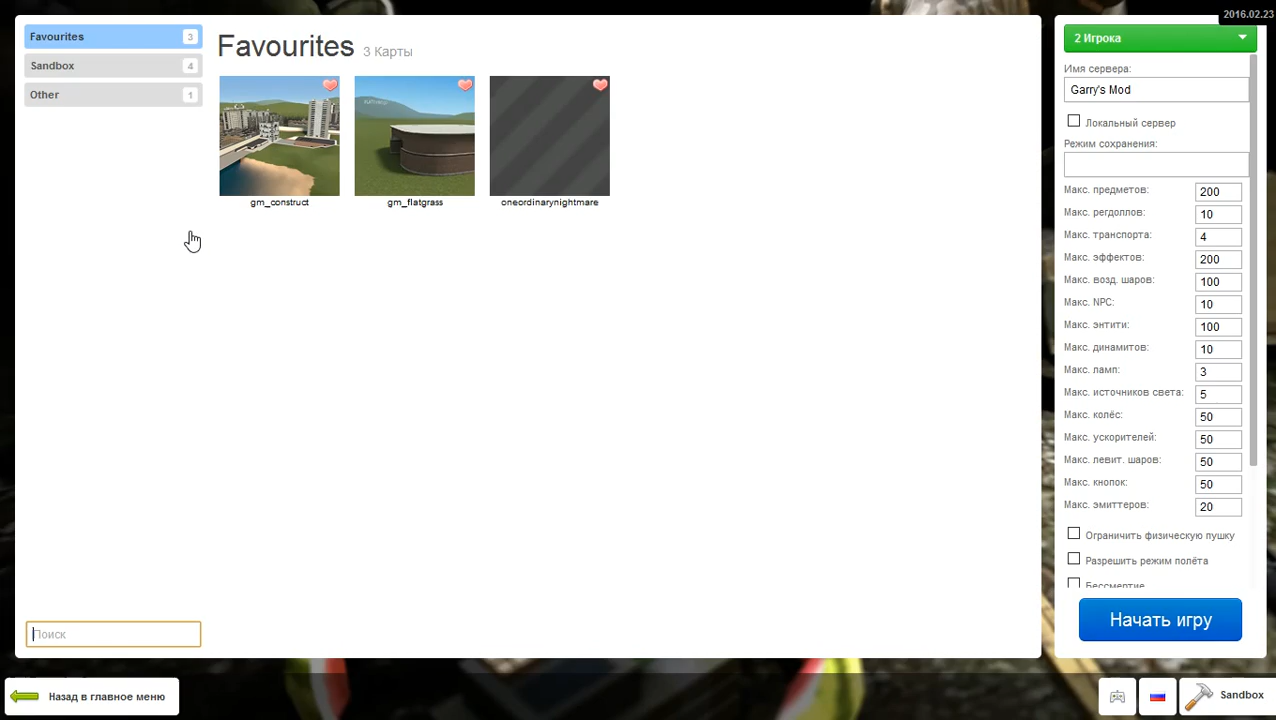 2016.02.23
Favourites 3
Sandbox 4
Other 1
Favourites 3 Карты
gm_construct
gm_flatgrass
oneordinarynightmare
Поиск
2 Игрока
Имя сервера:
Garry's Mod
Локальный сервер
Режим сохранения:
Макс. предметов: 200
Макс. регдоллов: 10
Макс. транспорта: 4
Макс. эффектов: 200
Макс. возд. шаров: 100
Макс. NPC: 10
Макс. энтити: 100
Макс. динамитов: 10
Макс. ламп: 3
Макс. источников света: 5
Макс. колёс: 50
Макс. ускорителей: 50
Макс. левит. шаров: 50
Макс. кнопок: 50
Макс. эмиттеров: 20
Ограничить физическую пушку
Разрешить режим полёта
Бессмертие
Начать игру
Назад в главное меню
Sandbox